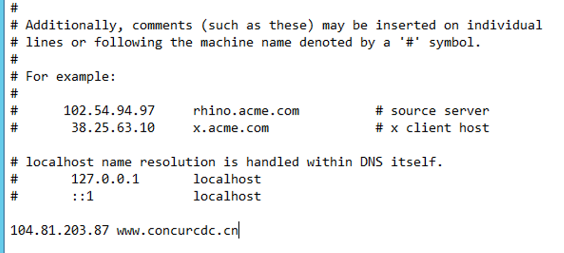 #
# Additionally, comments (such as these) may be inserted on individual
# lines or following the machine name denoted by a '#' symbol.
#
# For example:
#
#      102.54.94.97     rhino.acme.com          # source server
#       38.25.63.10     x.acme.com              # x client host

# localhost name resolution is handled within DNS itself.
#       127.0.0.1       localhost
#       ::1             localhost

104.81.203.87 www.concurcdc.cn